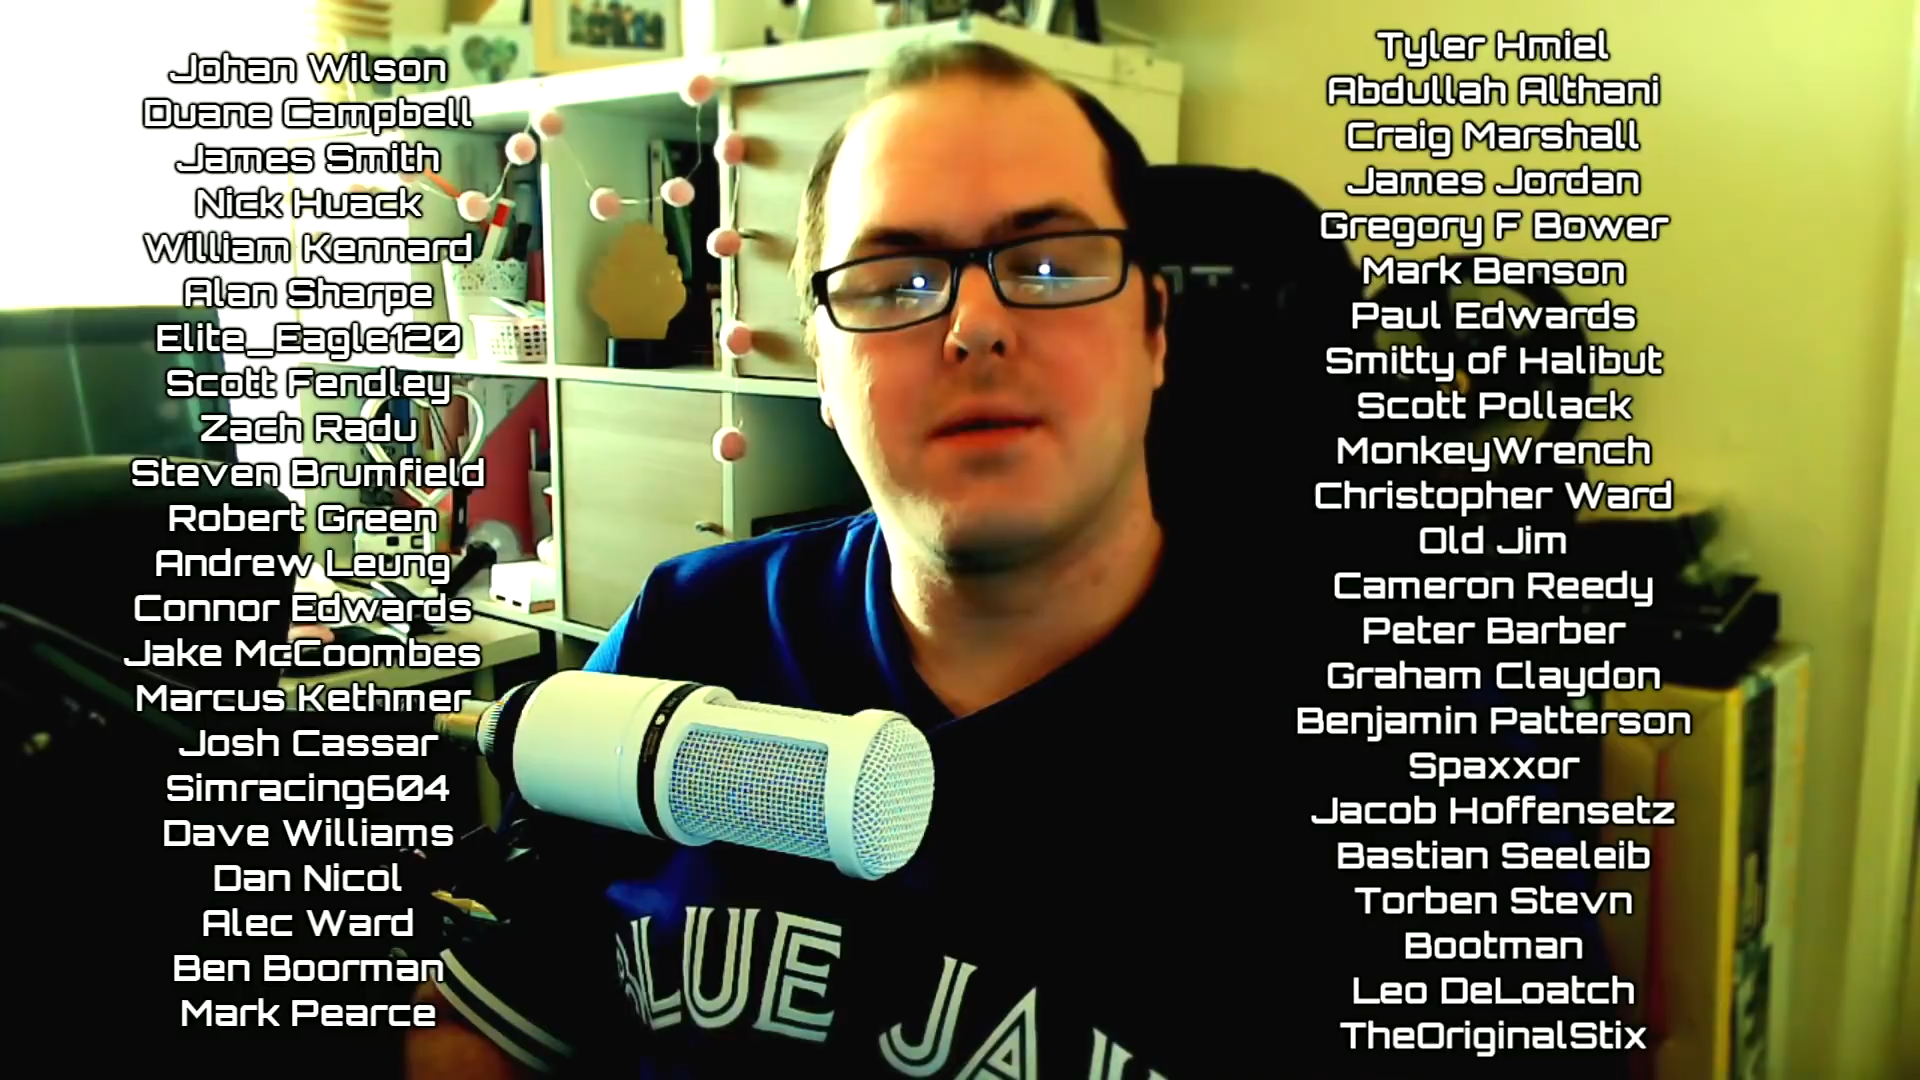 Johan Wilson
Duane Campbell
James Smith
Nick Huack
William Kennard
Alan Sharpe
Elite_Eagle120
Scott Fendley
Zach Radu
Steven Brumfield
Robert Green
Andrew Leung
Connor Edwards
Jake McCoombes
Marcus Kethmer
Josh Cassar
Simracing604
Dave Williams
Dan Nicol
Alec Ward
Ben Boorman
Mark Pearce
Tyler Hmiel
Abdullah Althani
Craig Marshall
James Jordan
Gregory F Bower
Mark Benson
Paul Edwards
Smitty of Halibut
Scott Pollack
MonkeyWrench
Christopher Ward
Old Jim
Cameron Reedy
Peter Barber
Graham Claydon
Benjamin Patterson
Spaxxor
Jacob Hoffensetz
Bastian Seeleib
Torben Stevn
Bootman
Leo DeLoatch
TheOriginalStix
BLUE JAY